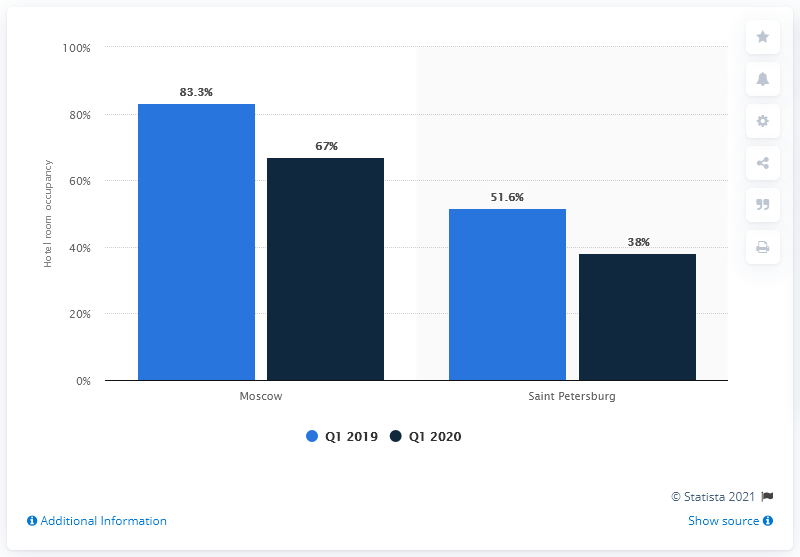 100%
83.3%
80%
67%
60%
51.6%
40%
38%
20%
0%
Hotel room occupancy
Moscow
Saint Petersburg
Q1 2019 Q1 2020
© Statista 2021
Additional Information
Show source